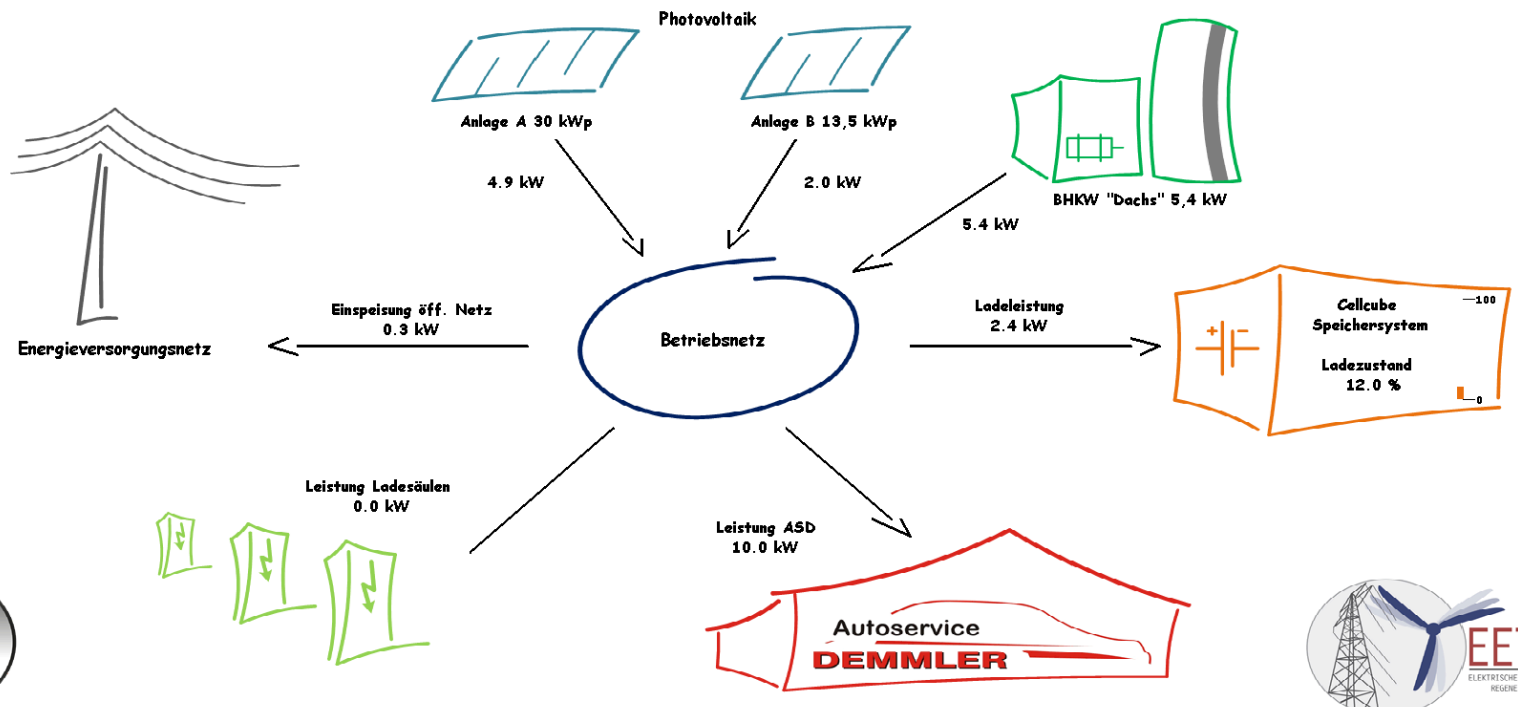 Photovoltaik
Anlage A 30 kWp
Anlage B 13,5 kWp
4.9 kW
2.0 kW
BHKW "Dachs" 5,4 kW
5.4 kW
Einspeisung öff. Netz
0.3 kW
Energieversorgungsnetz
Betriebsnetz
Ladeleistung
2.4 kW
Cellcube
Speichersystem
Ladezustand
12.0 %
100
0
+ -
Leistung Ladesäulen
0.0 kW
Leistung ASD
10.0 kW
Autoservice
DEMMLER
ELEKTRISCHE